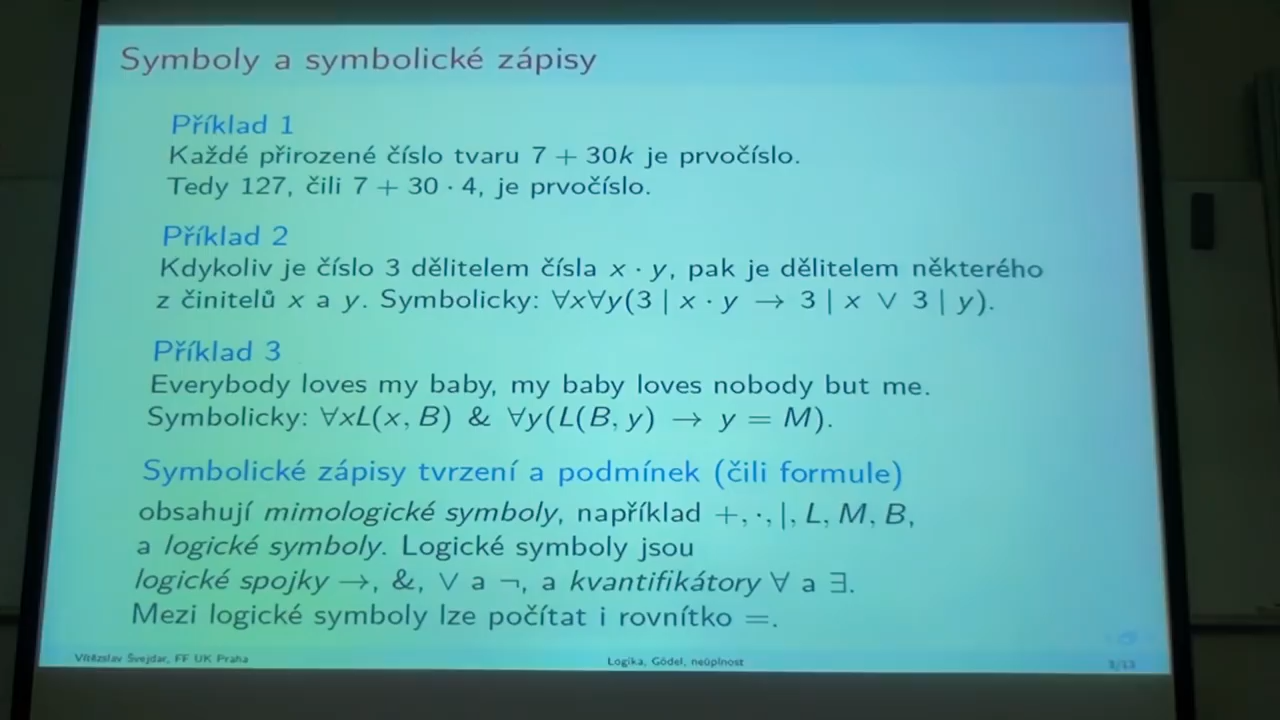 Symboly a symbolické zápisy
Příklad 1
Každé přirozené číslo tvaru 7 + 30k je prvočíslo.
Tedy 127, čili 7 + 30 · 4, je prvočíslo.
Příklad 2
Kdykoliv je číslo 3 dělitelem čísla x · y, pak je dělitelem některého
z činitelů x a y. Symbolicky: ∀x∀y(3 | x · y → 3 | x ∨ 3 | y).
Příklad 3
Everybody loves my baby, my baby loves nobody but me.
Symbolicky: ∀xL(x, B) & ∀y(L(B, y) → y = M).
Symbolické zápisy tvrzení a podmínek (čili formule)
obsahují mimologické symboly, například +, ·, |, L, M, B,
a logické symboly. Logické symboly jsou
logické spojky →, &, ∨ a ¬, a kvantifikátory ∀ a ∃.
Mezi logické symboly lze počítat i rovnítko =.
Vítězslav Švejdar, FF UK Praha Logika, Gödel, neúplnost 3/13